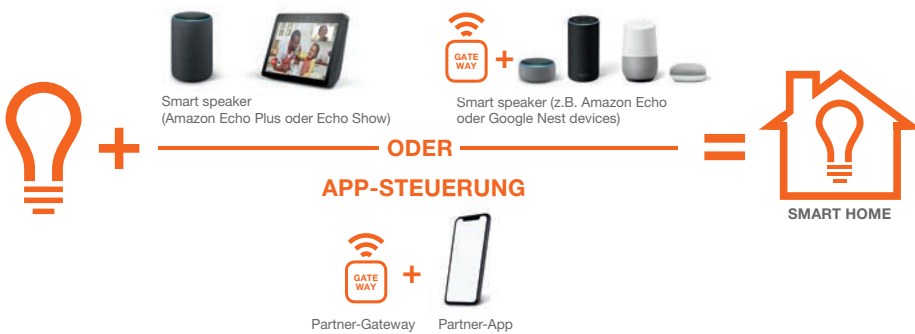 GATE
WAY
Smart speaker
(Amazon Echo Plus oder Echo Show)
Smart speaker (z.B. Amazon Echo
oder Google Nest devices)
+
+
ODER
=
APP-STEUERUNG
SMART HOME
GATE
WAY
+
Partner-Gateway
Partner-App